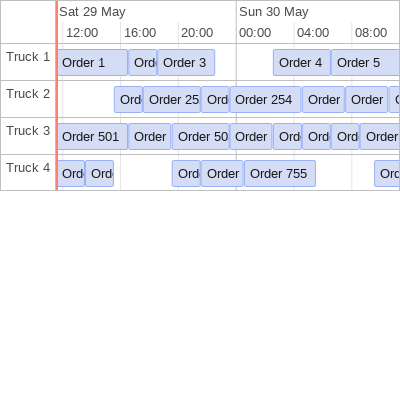 Sat 29 May Sun 30 May
12:00 16:00 20:00 00:00 04:00 08:00
Truck 1 Order 1 Ord Order 3 Order 4 Order 5
Truck 2 Ord Order 25 Ord Order 254 Order Order
Truck 3 Order 501 Order Order 50 Order Ord Ord Ord Order
Truck 4 Ord Ord Ord Order Order 755 Ord